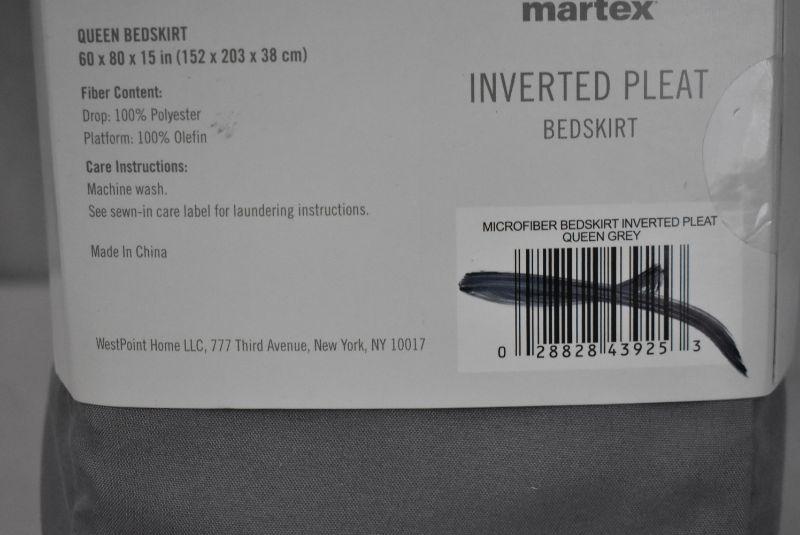 martex
QUEEN BEDSKIRT
60 x 80 x 15 in (152 x 203 x 38 cm)
Fiber Content:
Drop: 100% Polyester
Platform: 100% Olefin
Care Instructions:
Machine wash.
See sewn-in care label for laundering instructions.
Made In China
WestPoint Home LLC, 777 Third Avenue, New York, NY 10017
INVERTED PLEAT
BEDSKIRT
MICROFIBER BEDSKIRT INVERTED PLEAT
QUEEN GREY
0 28828 43925 3